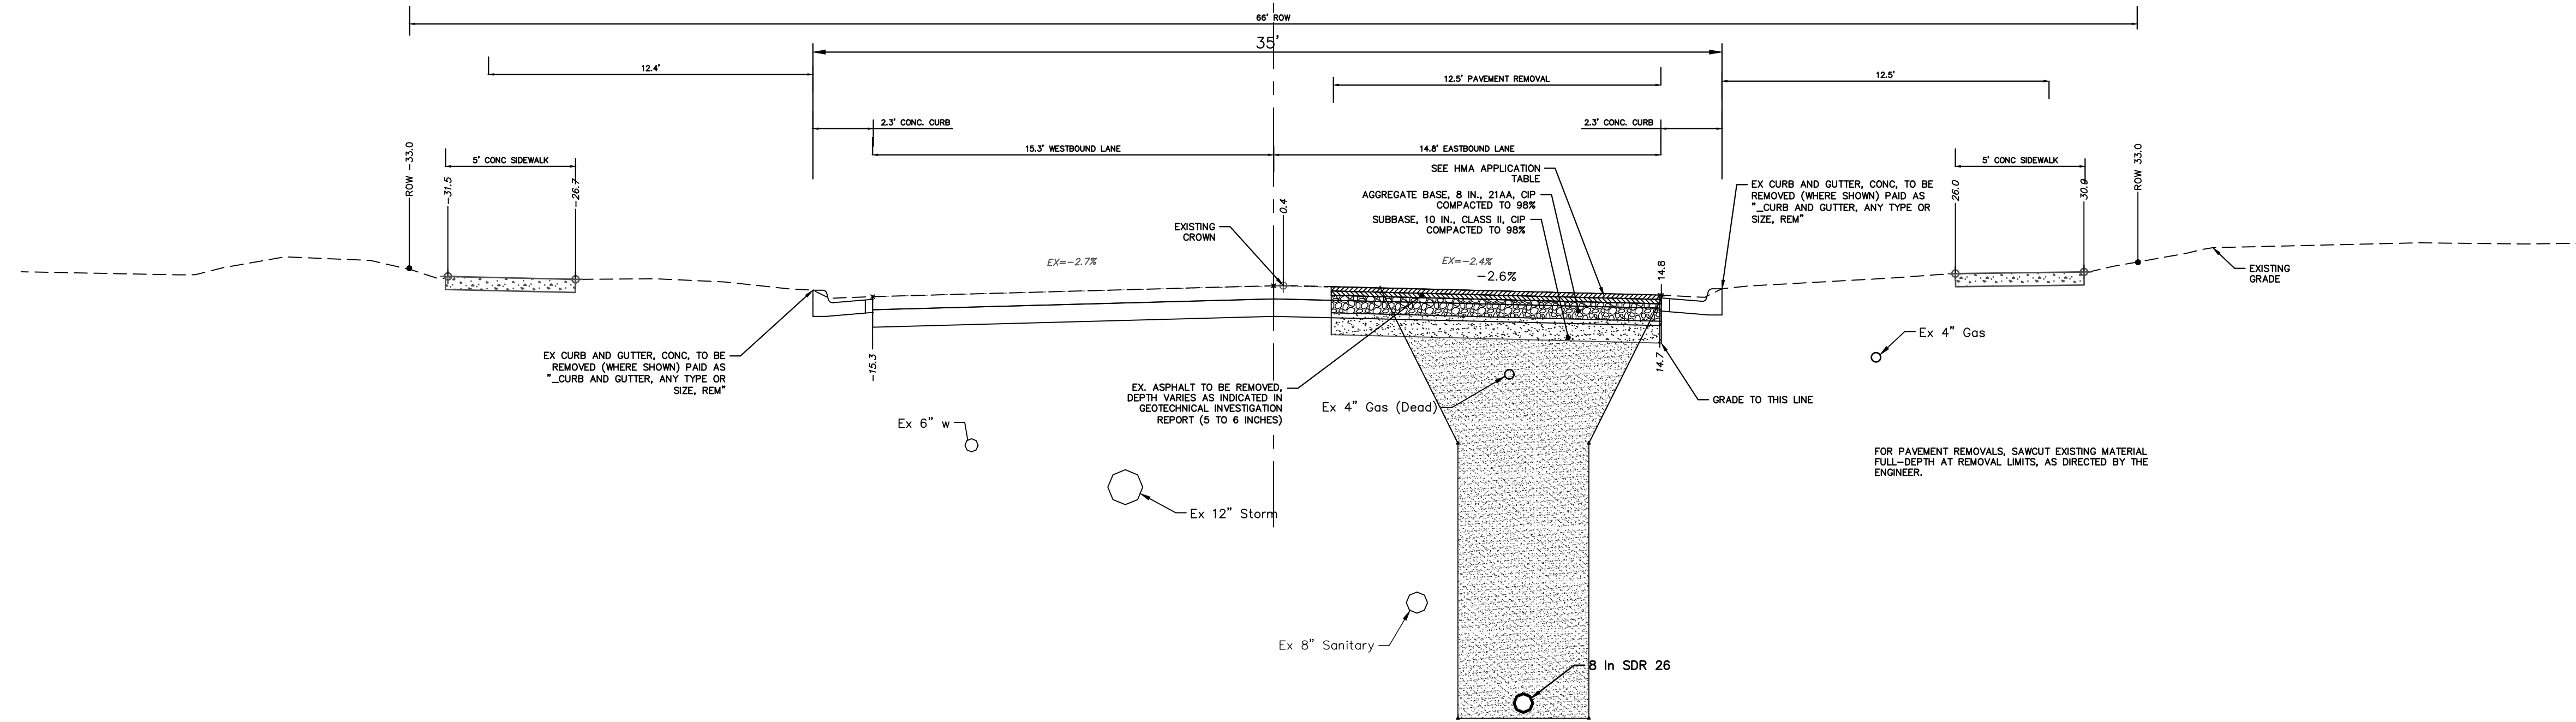 66' ROW
35'
12.4'
12.5' PAVEMENT REMOVAL
12.5'
2.3' CONC. CURB
2.3' CONC. CURB
15.3' WESTBOUND LANE
14.8' EASTBOUND LANE
ROW -33.0
5' CONC SIDEWALK
-31.5
-26.7
SEE HMA APPLICATION
TABLE
AGGREGATE BASE, 8 IN., 21AA, CIP
COMPACTED TO 98%
SUBBASE, 10 IN., CLASS II, CIP
COMPACTED TO 98%
EX CURB AND GUTTER, CONC, TO BE
REMOVED (WHERE SHOWN) PAID AS
"_CURB AND GUTTER, ANY TYPE OR
SIZE, REM"
5' CONC SIDEWALK
26.0
30.9
ROW 33.0
EXISTING
CROWN
0.4
EX=-2.7%
EX=-2.4%
-2.6%
14.8
EXISTING
GRADE
EX CURB AND GUTTER, CONC, TO BE
REMOVED (WHERE SHOWN) PAID AS
"_CURB AND GUTTER, ANY TYPE OR
SIZE, REM"
-15.3
14.7
Ex 4" Gas
EX. ASPHALT TO BE REMOVED,
DEPTH VARIES AS INDICATED IN
GEOTECHNICAL INVESTIGATION
REPORT (5 TO 6 INCHES)
Ex 4" Gas (Dead)
GRADE TO THIS LINE
Ex 6" w
FOR PAVEMENT REMOVALS, SAWCUT EXISTING MATERIAL
FULL-DEPTH AT REMOVAL LIMITS, AS DIRECTED BY THE
ENGINEER.
Ex 12" Storm
Ex 8" Sanitary
8 In SDR 26